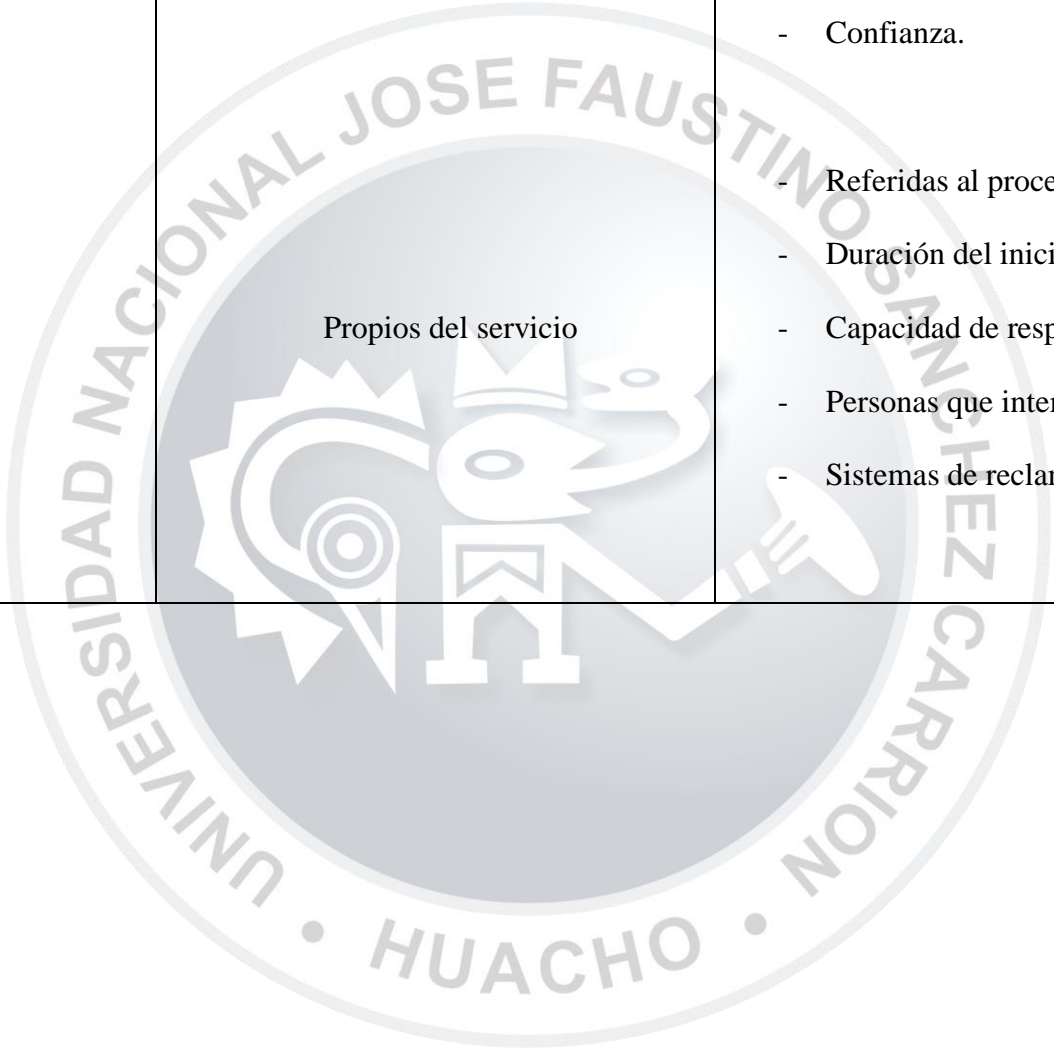 - Confianza.
- Referidas al proce
- Duración del inici
Propios del servicio
- Capacidad de resp
- Personas que inter
- Sistemas de reclar
UNIVERSIDAD NACIONAL JOSE FAUSTINO SANCHEZ CARRION • HUACHO •